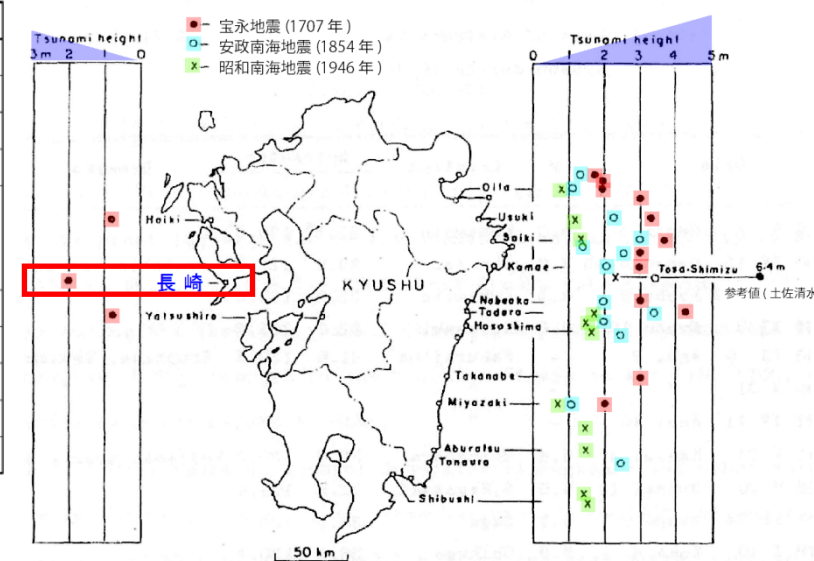 宝永地震 (1707 年 )
安政南海地震 (1854 年 )
昭和南海地震 (1946 年 )
Tsunami height
3m 2 1 0
Tsunami height
0 1 2 3 4 5 m
Oita
Usuki
Saiki
Kamae
Tosa-Shimizu 6.4 m
参考値 ( 土佐清水
Nobeoka
Todoro
Hososhima
Takanabe
Miyazaki
Aburatsu
Tonoura
Shibushi
Haiki
長 崎
Yatsushiro
KYUSHU
50 km